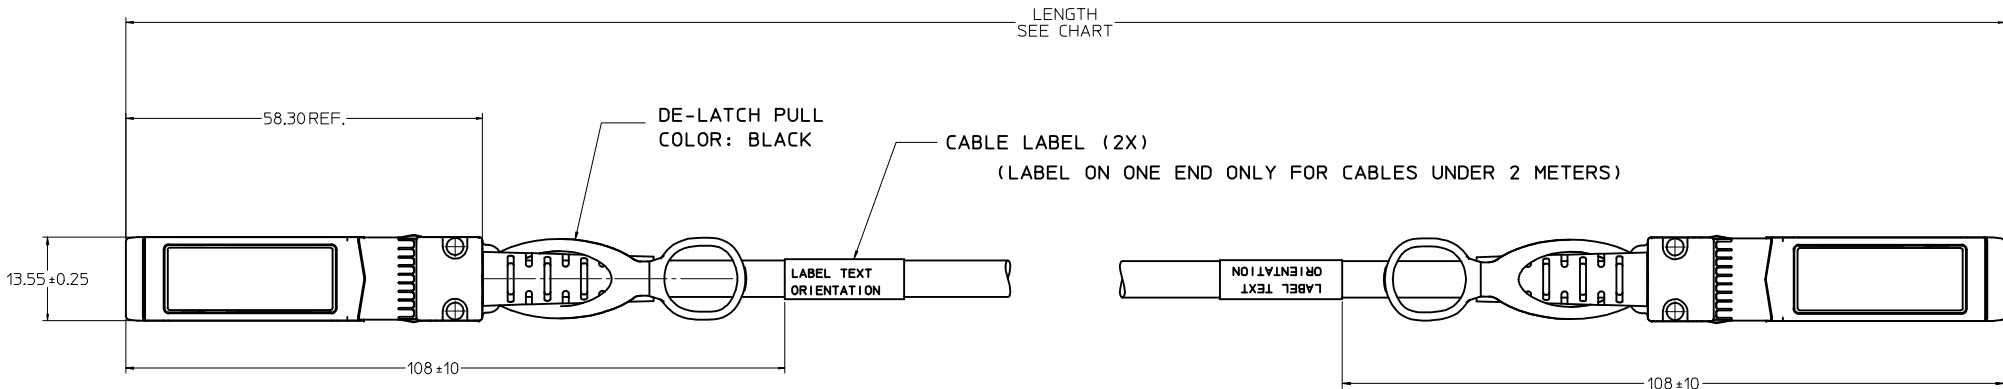 LENGTH
SEE CHART
58.30 REF.
DE-LATCH PULL
COLOR: BLACK
CABLE LABEL (2X)
(LABEL ON ONE END ONLY FOR CABLES UNDER 2 METERS)
13.55±0.25
LABEL TEXT
ORIENTATION
LABEL TEXT
ORIENTATION
108±10
108±10